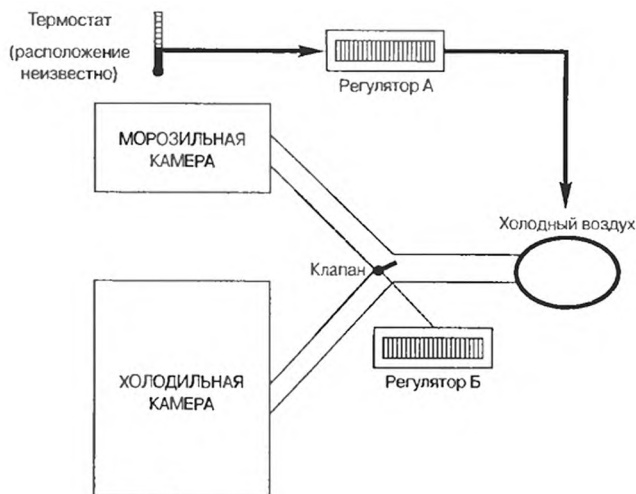 Термостат
(расположение
неизвестно)
Регулятор А
МОРОЗИЛЬНАЯ
КАМЕРА
Холодный воздух
Клапан
ХОЛОДИЛЬНАЯ
КАМЕРА
Регулятор Б